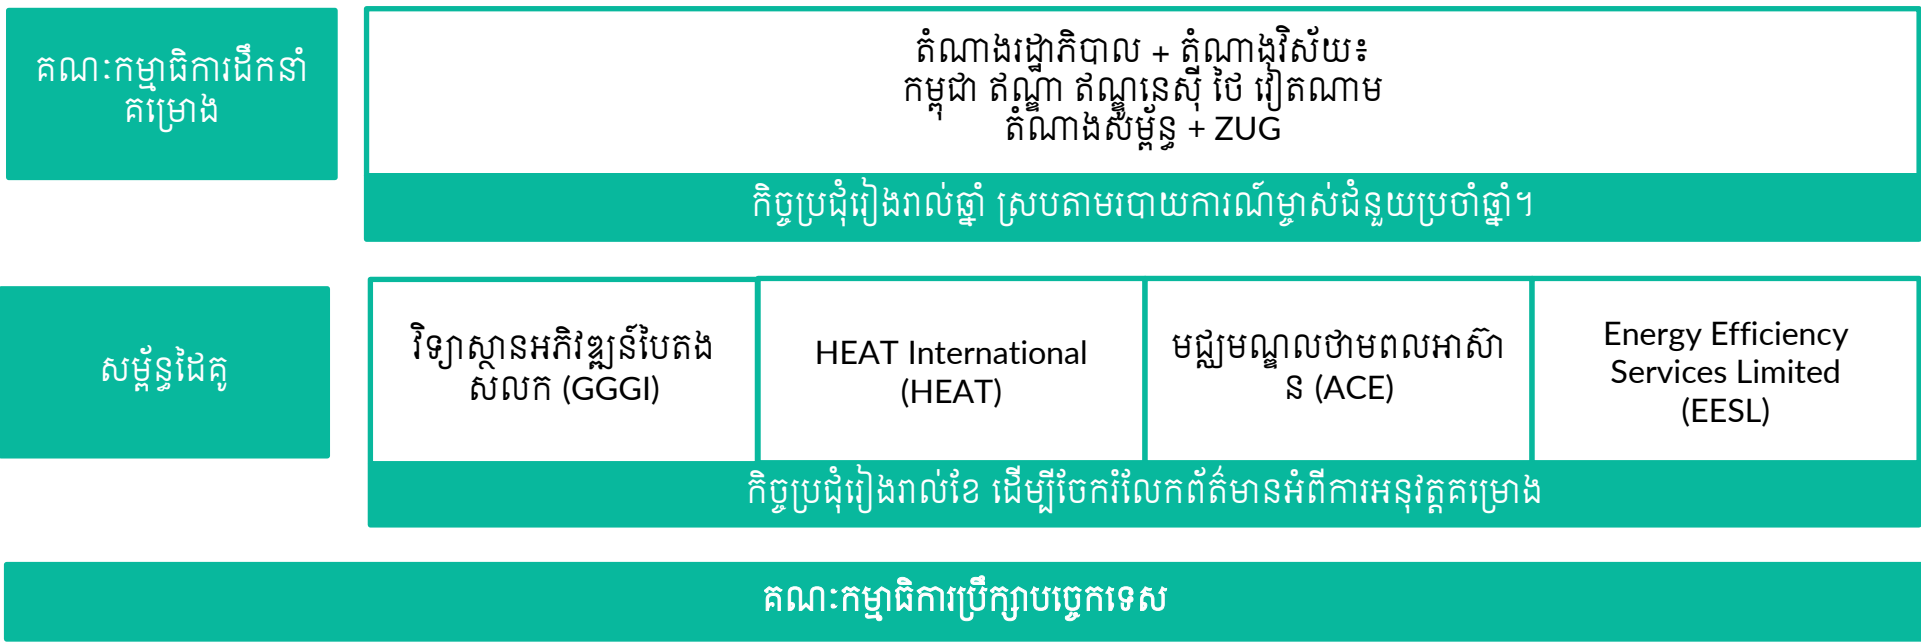 គណៈកម្មាធិការដឹកនាំ
គម្រោង
តំណាងរដ្ឋាភិបាល + តំណាងវិស័យ៖
កម្ពុជា ឥណ្ឌា ឥណ្ឌូនេស៊ី ថៃ វៀតណាម
តំណាងសម្ព័ន្ធ + ZUG
កិច្ចប្រជុំរៀងរាល់ឆ្នាំ ស្របតាមរបាយការណ៍ម្ចាស់ជំនួយប្រចាំឆ្នាំ។
សម្ព័ន្ធដៃគូ
វិទ្យាស្ថានអភិវឌ្ឍន៍បៃតង
សលក (GGGI)
HEAT International
(HEAT)
មជ្ឈមណ្ឌលថាមពលអាស៊ា
ន (ACE)
Energy Efficiency
Services Limited
(EESL)
កិច្ចប្រជុំរៀងរាល់ខែ ដើម្បីចែករំលែកព័ត៌មានអំពីការអនុវត្តគម្រោង
គណៈកម្មាធិការប្រឹក្សាបច្ចេកទេស